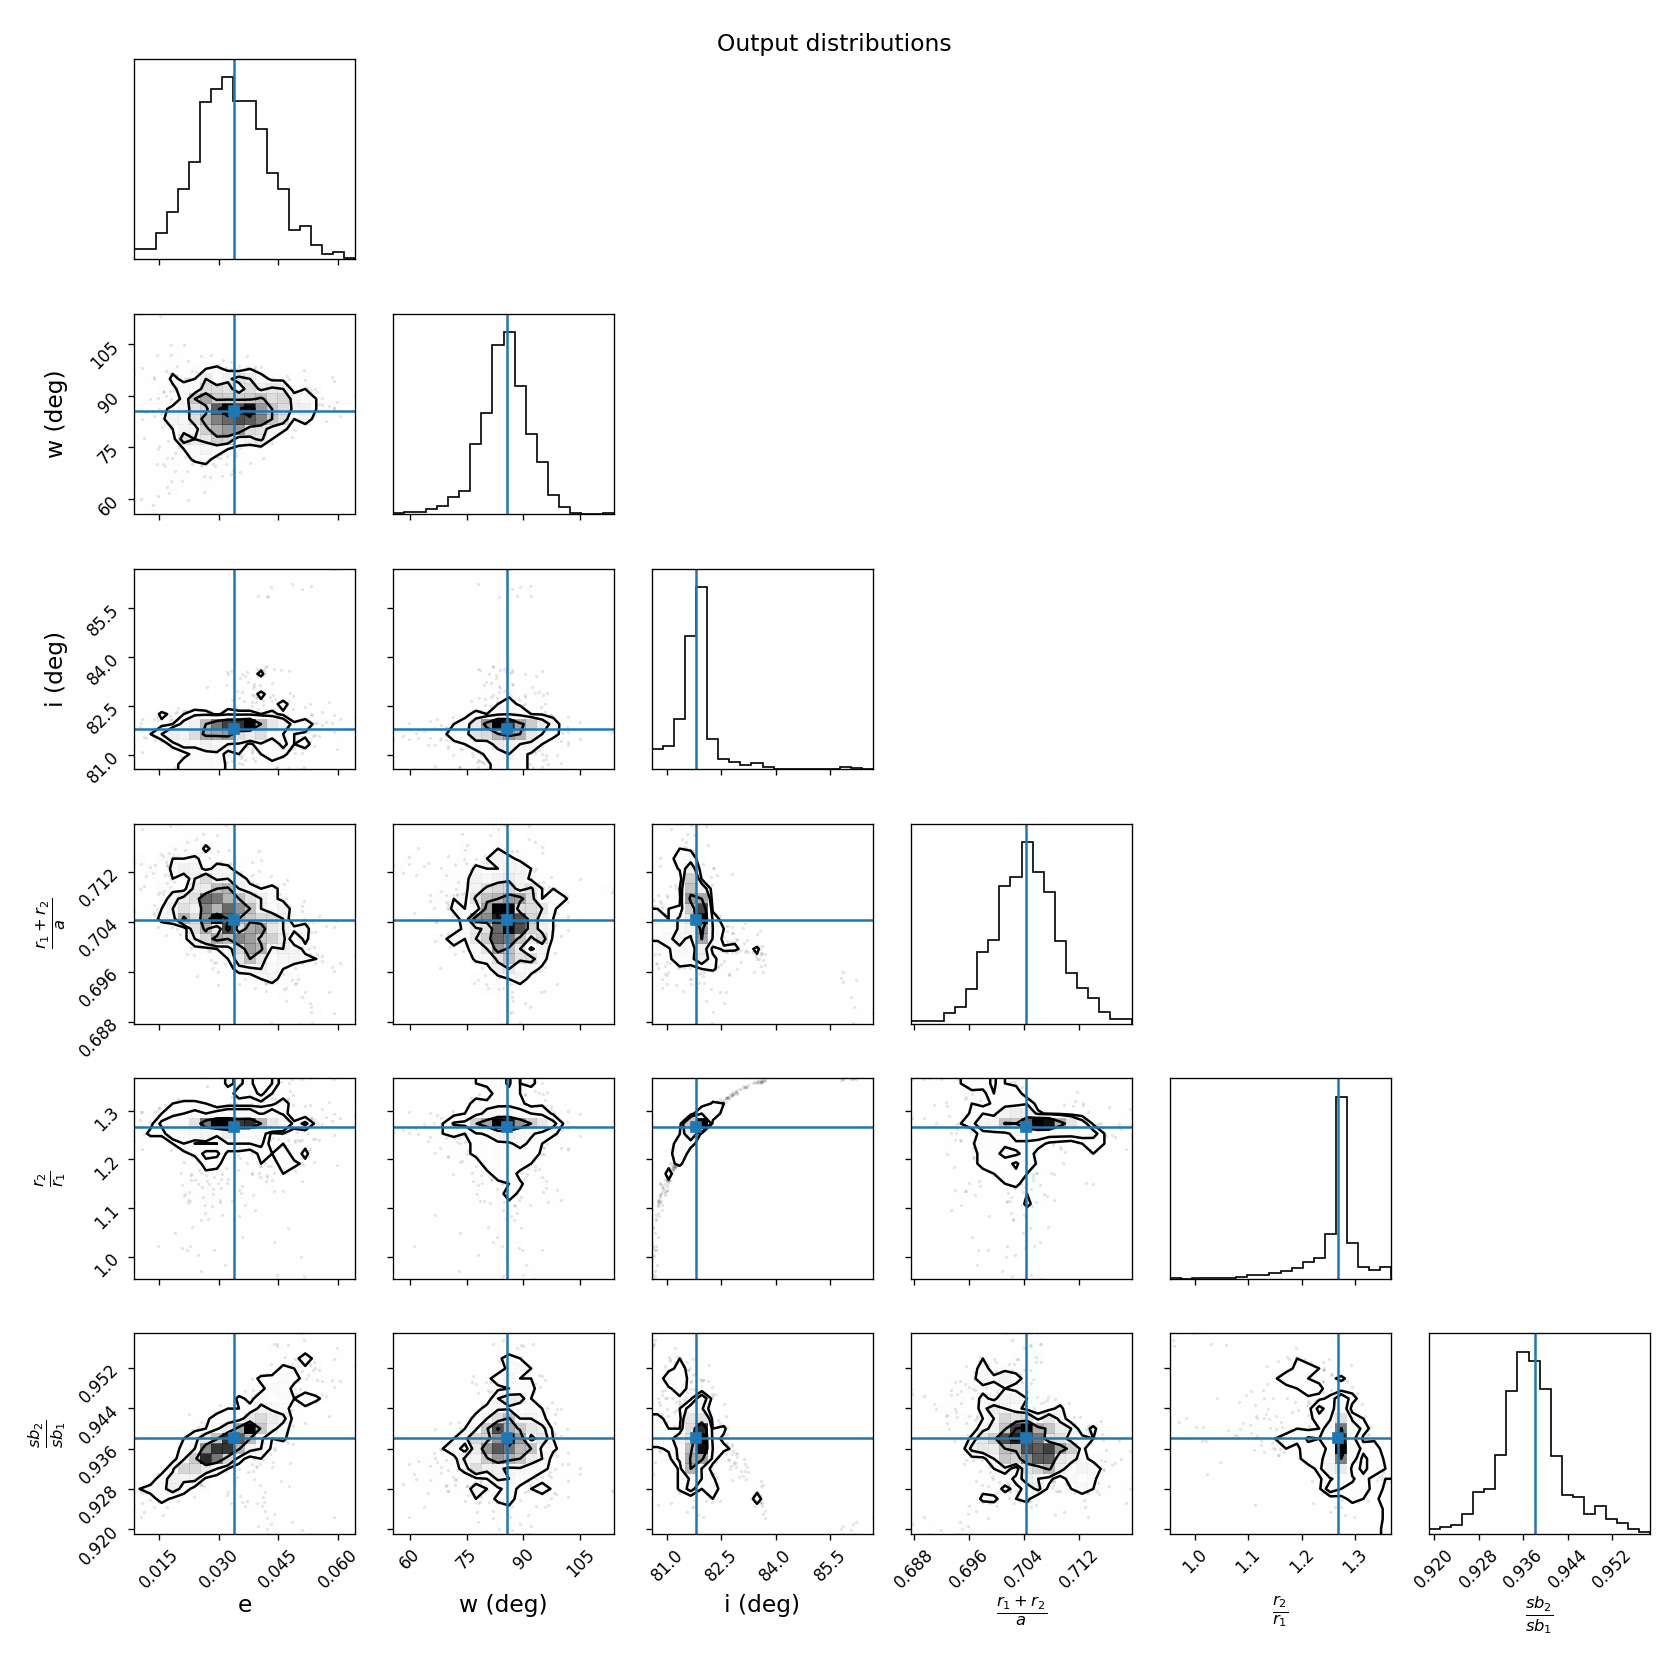 Output distributions
w (deg)
105
90
75
60
i (deg)
85.5
84.0
82.5
81.0
r₁ + r₂
a
0.712
0.704
0.696
0.688
r₂
r₁
1.3
1.2
1.1
1.0
sb₂
sb₁
0.952
0.944
0.936
0.928
0.920
0.015 0.030 0.045 0.060 60 75 90 105 81.0 82.5 84.0 85.5 0.688 0.696 0.704 0.712 1.0 1.1 1.2 1.3 0.920 0.928 0.936 0.944 0.952
e w (deg) i (deg) r₁ + r₂ / a r₂ / r₁ sb₂ / sb₁